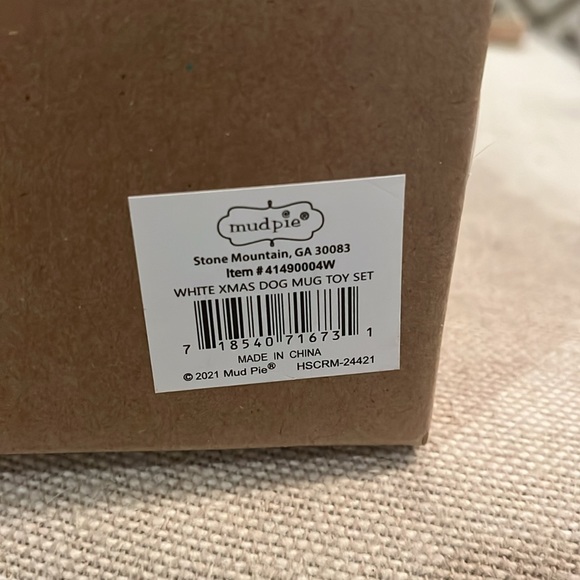 mudpie®
Stone Mountain, GA 30083
Item # 41490004W
WHITE XMAS DOG MUG TOY SET
7 18540 71673 1
MADE IN CHINA
© 2021 Mud Pie® HSCRM-24421